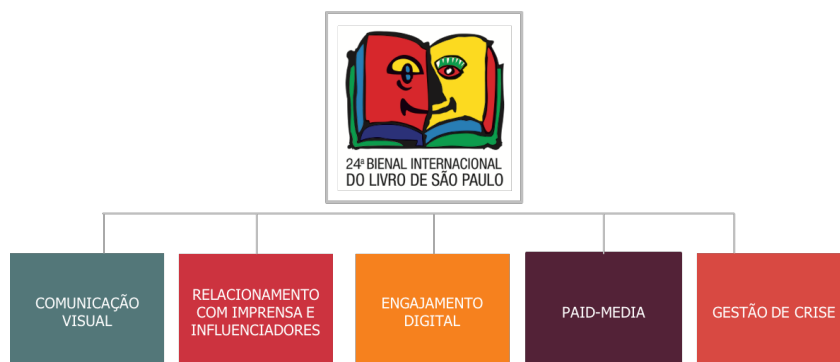 24ª BIENAL INTERNACIONAL
DO LIVRO DE SÃO PAULO
COMUNICAÇÃO
VISUAL
RELACIONAMENTO
COM IMPRENSA E
INFLUENCIADORES
ENGAJAMENTO
DIGITAL
PAID-MEDIA
GESTÃO DE CRISE